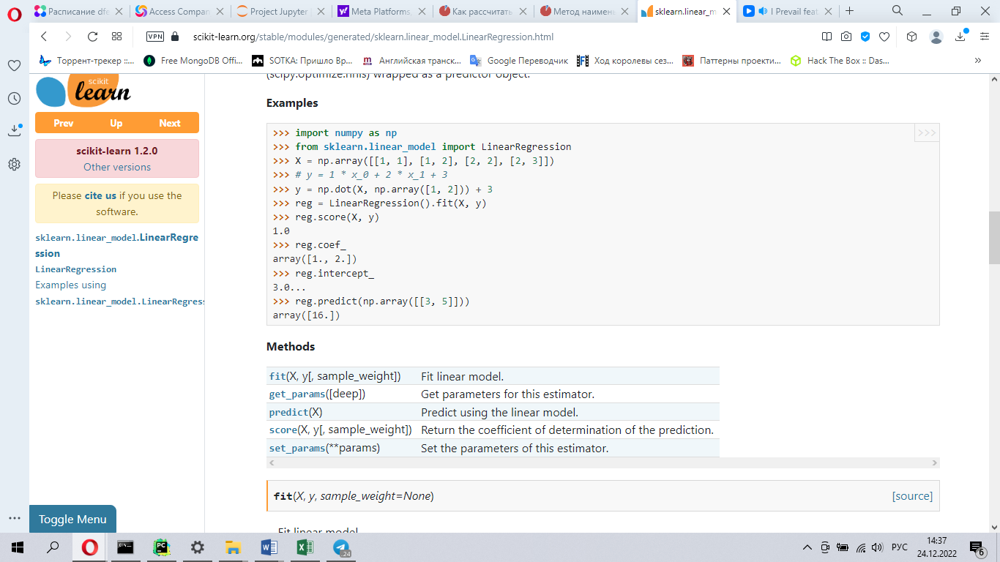 Расписание dfe
Access Compan
Project Jupyter |
Meta Platforms,
Как рассчитать
Метод наимень
sklearn.linear_m
I Prevail feat.
VPN
scikit-learn.org/stable/modules/generated/sklearn.linear_model.LinearRegression.html
Торрент-трекер ::...
Free MongoDB Offi...
SOTKA: Пришло Вр...
Английская транск...
Google Переводчик
Ход королевы сез...
Паттерны проекти...
Hack The Box :: Das...
»
scikit
learn
Prev Up Next
scikit-learn 1.2.0
Other versions
Please cite us if you use the
software.
sklearn.linear_model.LinearRegre
ssion
LinearRegression
Examples using
sklearn.linear_model.LinearRegress
(scipy.optimize.nnls) wrapped as a predictor object.
Examples
>>>
>>> import numpy as np
>>> from sklearn.linear_model import LinearRegression
>>> X = np.array([[1, 1], [1, 2], [2, 2], [2, 3]])
>>> # y = 1 * x_0 + 2 * x_1 + 3
>>> y = np.dot(X, np.array([1, 2])) + 3
>>> reg = LinearRegression().fit(X, y)
>>> reg.score(X, y)
1.0
>>> reg.coef_
array([1., 2.])
>>> reg.intercept_
3.0...
>>> reg.predict(np.array([[3, 5]]))
array([16.])
Methods
fit(X, y[, sample_weight]) Fit linear model.
get_params([deep]) Get parameters for this estimator.
predict(X) Predict using the linear model.
score(X, y[, sample_weight]) Return the coefficient of determination of the prediction.
set_params(**params) Set the parameters of this estimator.
fit(X, y, sample_weight=None) [source]
Fit linear model.
Toggle Menu
PC
24
РУС
14:37
24.12.2022
6